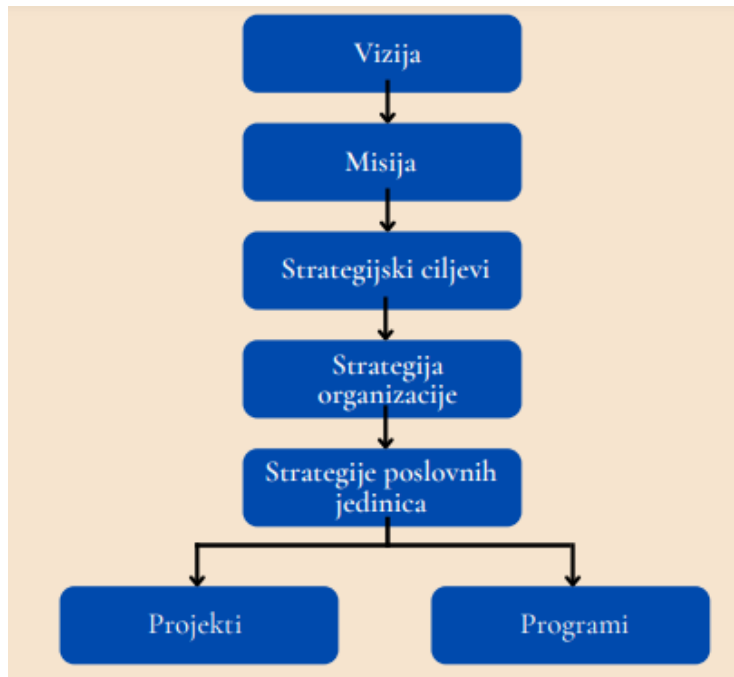 Vizija
Misija
Strategijski ciljevi
Strategija
organizacije
Strategije poslovnih
jedinica
Projekti
Programi